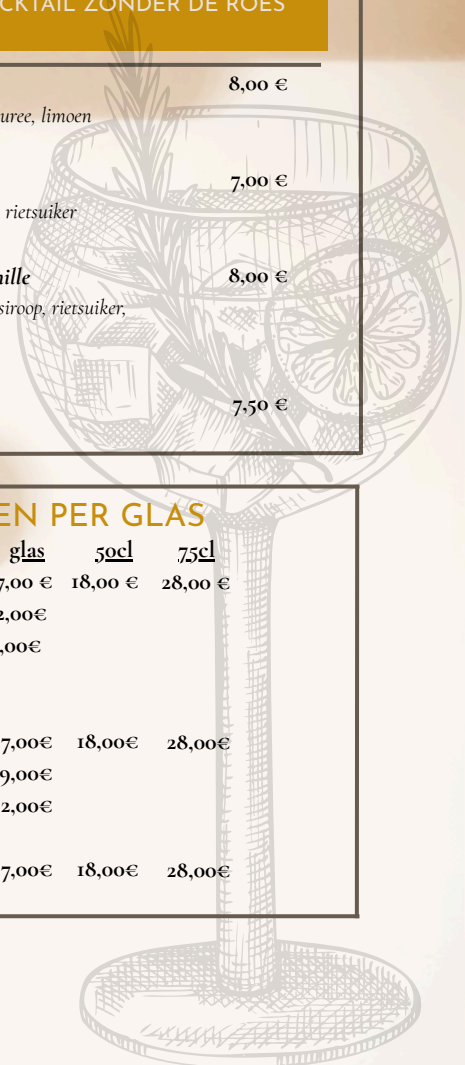 CKTAIL ZONDER DE ROES
8,00 €
uree, limoen
7,00 €
rietsuiker
ille 8,00 €
siroop, rietsuiker,
7,50 €
EN PER GLAS
glas 50cl 75cl
7,00 € 18,00 € 28,00 €
2,00€
,00€
7,00€ 18,00€ 28,00€
9,00€
2,00€
7,00€ 18,00€ 28,00€